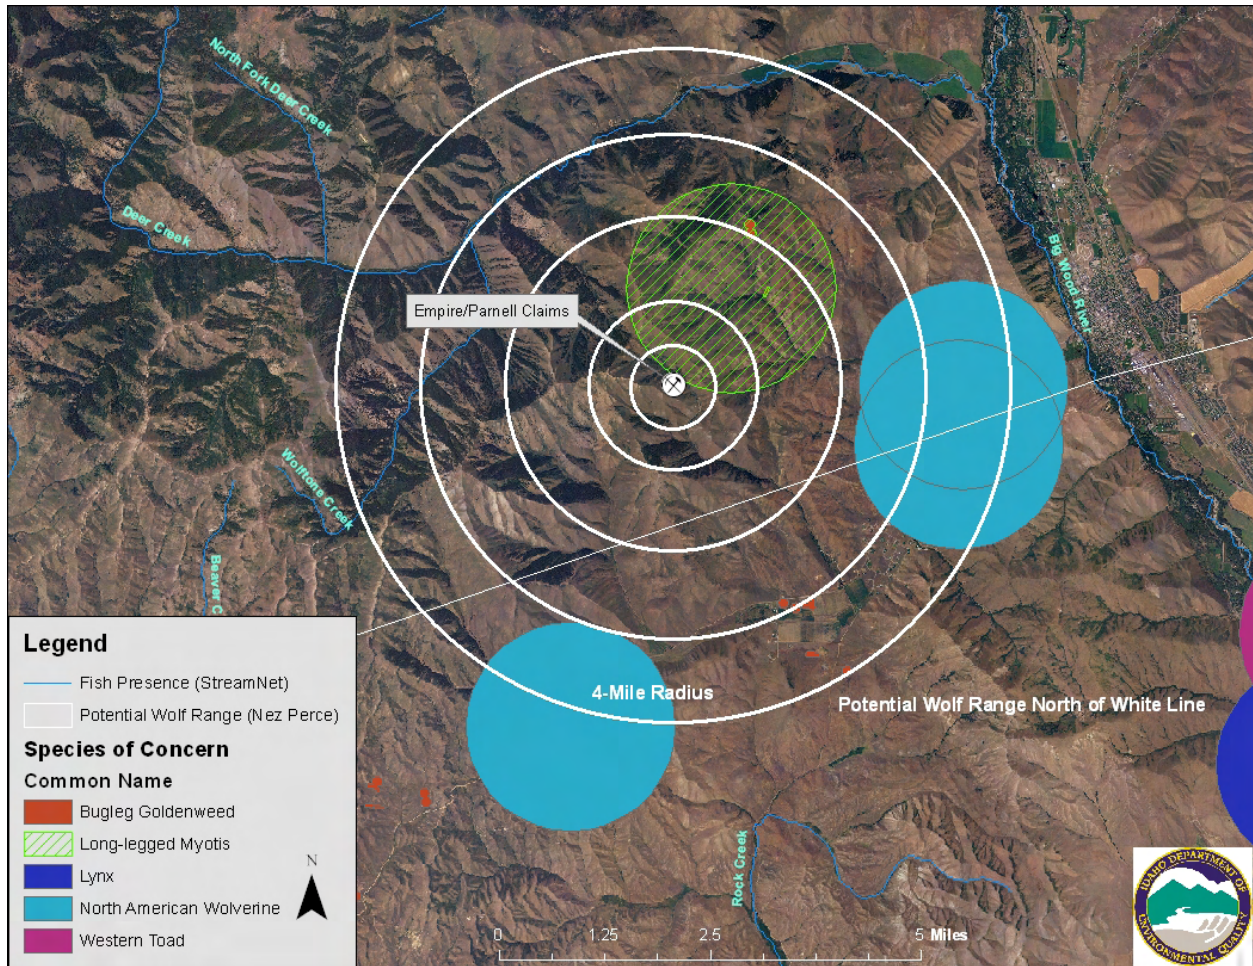 North Fork Deer Creek
Deer Creek
Big Wood River
Empire/Parnell Claims
Wolftone Creek
Beaver C
4-Mile Radius
Potential Wolf Range North of White Line
Rock Creek
Legend
Fish Presence (StreamNet)
Potential Wolf Range (Nez Perce)
Species of Concern
Common Name
Bugleg Goldenweed
Long-legged Myotis
Lynx
North American Wolverine
Western Toad
N
0 1.25 2.5 5 Miles
IDAHO DEPARTMENT OF
ENVIRONMENTAL QUALITY